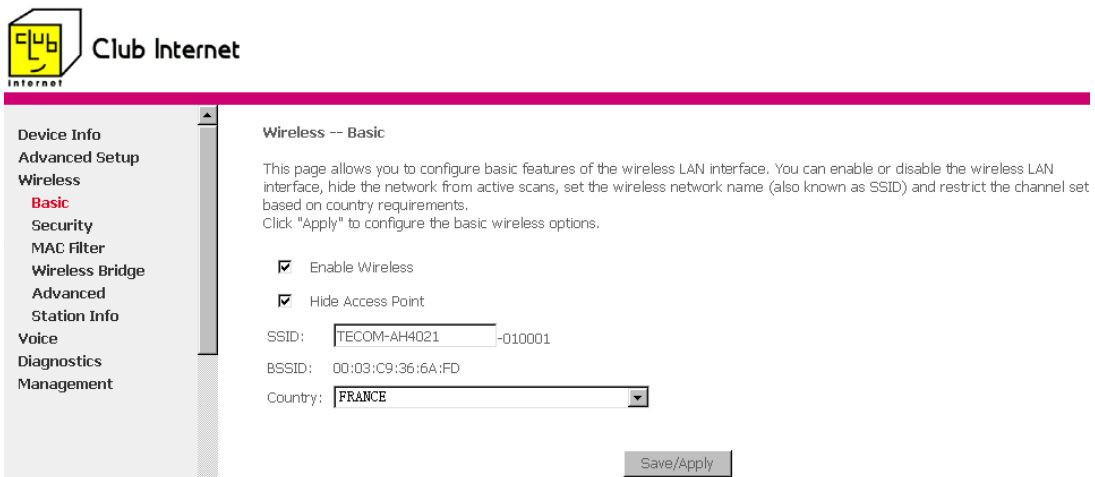 CLUb
internet
Club Internet
Device Info
Advanced Setup
Wireless
Basic
Security
MAC Filter
Wireless Bridge
Advanced
Station Info
Voice
Diagnostics
Management
Wireless -- Basic
This page allows you to configure basic features of the wireless LAN interface. You can enable or disable the wireless LAN
interface, hide the network from active scans, set the wireless network name (also known as SSID) and restrict the channel set
based on country requirements.
Click "Apply" to configure the basic wireless options.
Enable Wireless
Hide Access Point
SSID: TECOM-AH4021 -010001
BSSID: 00:03:C9:36:6A:FD
Country: FRANCE
Save/Apply